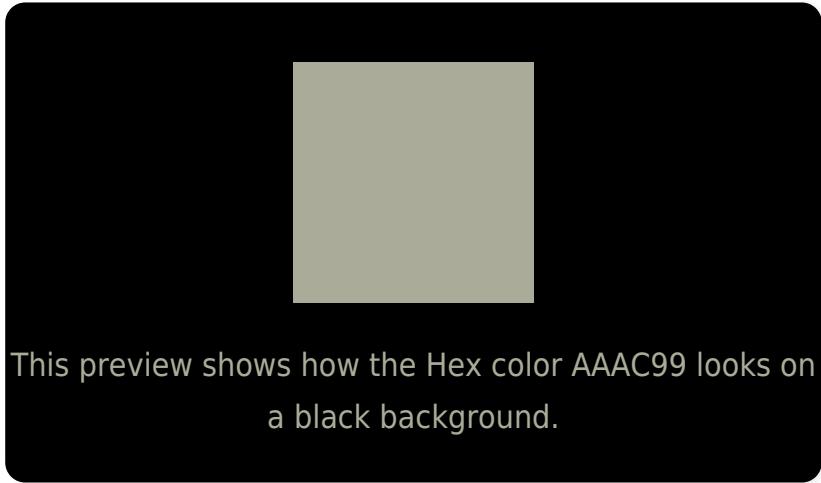 This preview shows how the Hex color AAAC99 looks on
a black background.